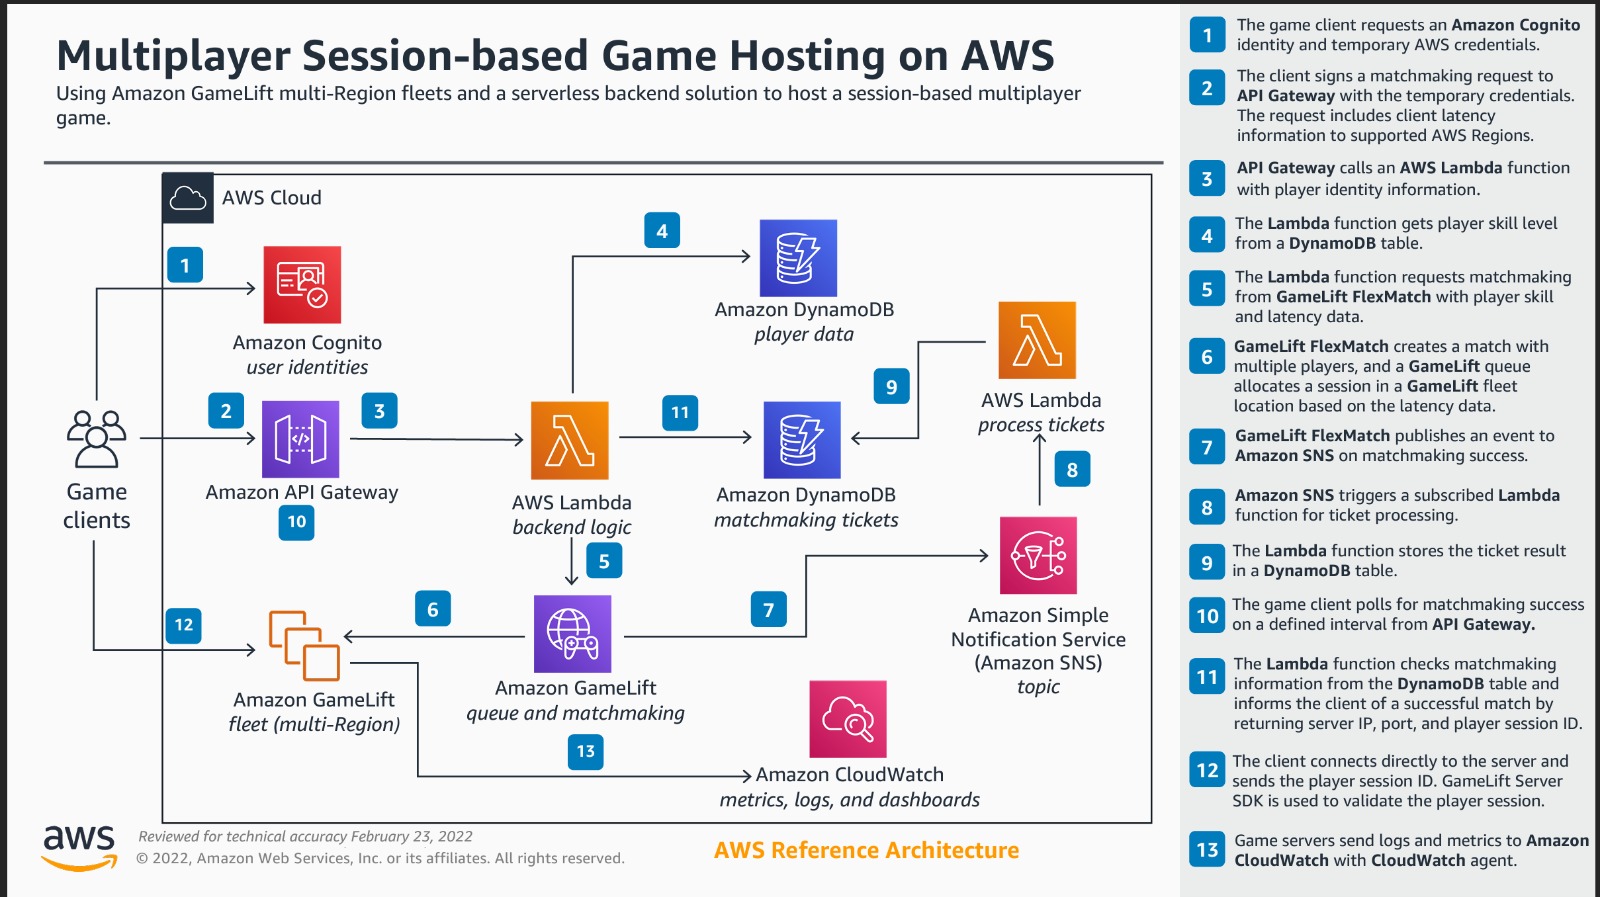 Multiplayer Session-based Game Hosting on AWS
Using Amazon GameLift multi-Region fleets and a serverless backend solution to host a session-based multiplayer
game.
AWS Cloud
1
Amazon Cognito
user identities
4
Amazon DynamoDB
player data
AWS Lambda
process tickets
9
2
3
11
Game
clients
Amazon API Gateway
10
AWS Lambda
backend logic
Amazon DynamoDB
matchmaking tickets
8
5
12
6
7
Amazon GameLift
fleet (multi-Region)
Amazon GameLift
queue and matchmaking
Amazon Simple
Notification Service
(Amazon SNS)
topic
13
Amazon CloudWatch
metrics, logs, and dashboards
aws
Reviewed for technical accuracy February 23, 2022
© 2022, Amazon Web Services, Inc. or its affiliates. All rights reserved.
AWS Reference Architecture
1
The game client requests an Amazon Cognito
identity and temporary AWS credentials.
2
The client signs a matchmaking request to
API Gateway with the temporary credentials.
The request includes client latency
information to supported AWS Regions.
3
API Gateway calls an AWS Lambda function
with player identity information.
4
The Lambda function gets player skill level
from a DynamoDB table.
5
The Lambda function requests matchmaking
from GameLift FlexMatch with player skill
and latency data.
6
GameLift FlexMatch creates a match with
multiple players, and a GameLift queue
allocates a session in a GameLift fleet
location based on the latency data.
7
GameLift FlexMatch publishes an event to
Amazon SNS on matchmaking success.
8
Amazon SNS triggers a subscribed Lambda
function for ticket processing.
9
The Lambda function stores the ticket result
in a DynamoDB table.
10
The game client polls for matchmaking success
on a defined interval from API Gateway.
11
The Lambda function checks matchmaking
information from the DynamoDB table and
informs the client of a successful match by
returning server IP, port, and player session ID.
12
The client connects directly to the server and
sends the player session ID. GameLift Server
SDK is used to validate the player session.
13
Game servers send logs and metrics to Amazon
CloudWatch with CloudWatch agent.